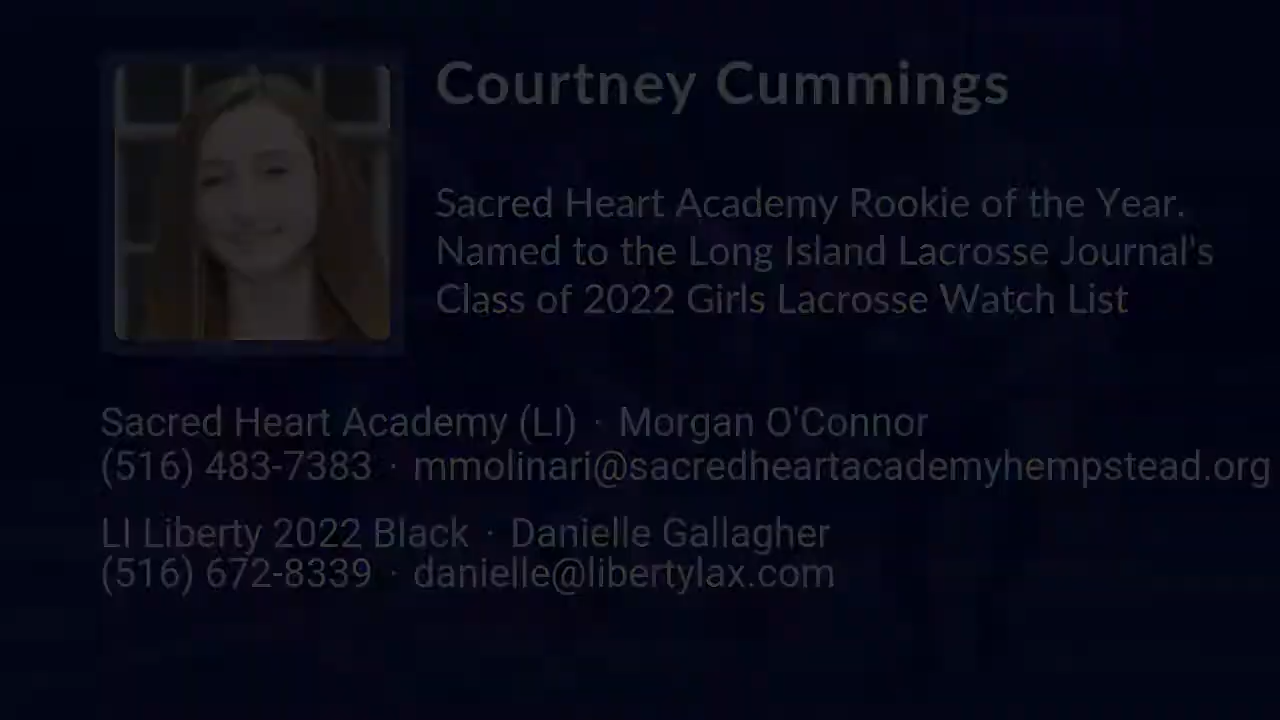 Courtney Cummings
Sacred Heart Academy Rookie of the Year.
Named to the Long Island Lacrosse Journal's
Class of 2022 Girls Lacrosse Watch List
Sacred Heart Academy (LI) · Morgan O'Connor
(516) 483-7383 · mmolinari@sacredheartacademyhempstead.org
LI Liberty 2022 Black · Danielle Gallagher
(516) 672-8339 · danielle@libertylax.com